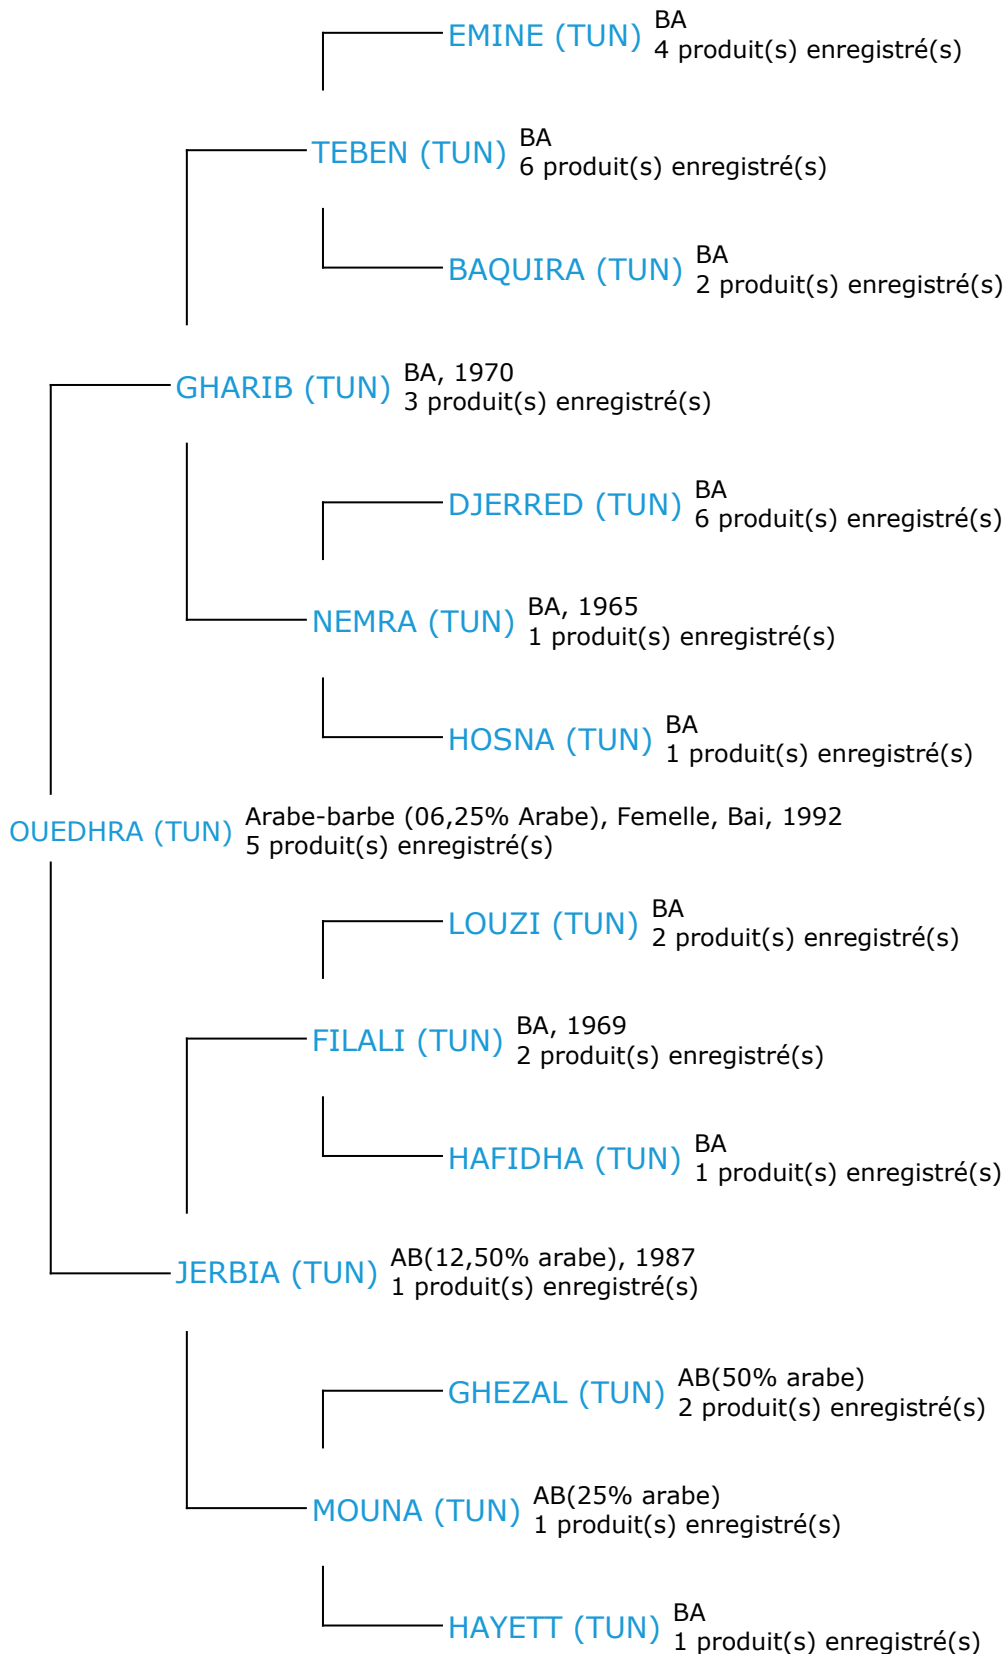 EMINE (TUN) BA
4 produit(s) enregistré(s)
TEBEN (TUN) BA
6 produit(s) enregistré(s)
BAQUIRA (TUN) BA
2 produit(s) enregistré(s)
GHARIB (TUN) BA, 1970
3 produit(s) enregistré(s)
DJERRED (TUN) BA
6 produit(s) enregistré(s)
NEMRA (TUN) BA, 1965
1 produit(s) enregistré(s)
HOSNA (TUN) BA
1 produit(s) enregistré(s)
OUEDHRA (TUN) Arabe-barbe (06,25% Arabe), Femelle, Bai, 1992
5 produit(s) enregistré(s)
LOUZI (TUN) BA
2 produit(s) enregistré(s)
FILALI (TUN) BA, 1969
2 produit(s) enregistré(s)
HAFIDHA (TUN) BA
1 produit(s) enregistré(s)
JERBIA (TUN) AB(12,50% arabe), 1987
1 produit(s) enregistré(s)
GHEZAL (TUN) AB(50% arabe)
2 produit(s) enregistré(s)
MOUNA (TUN) AB(25% arabe)
1 produit(s) enregistré(s)
HAYETT (TUN) BA
1 produit(s) enregistré(s)